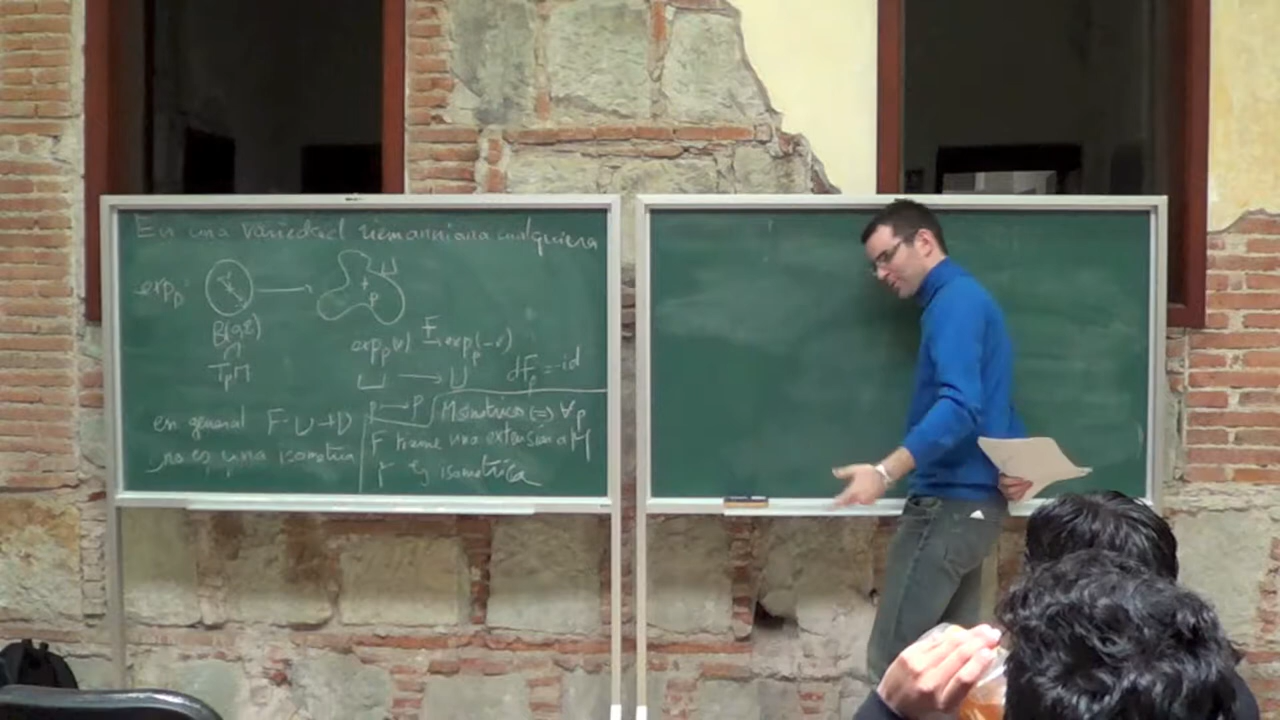 En una variedad riemanniana cualquiera
exp_p:
U
p
B(0,ε)
∩
T_pM
exp_p(v) F→ exp_p(-v)
U → U dF_p = -id
p → p
en general F: U → U
no es una isometria
M simétrica <=> ∀p
F tiene una extensión a M
y es isometrica